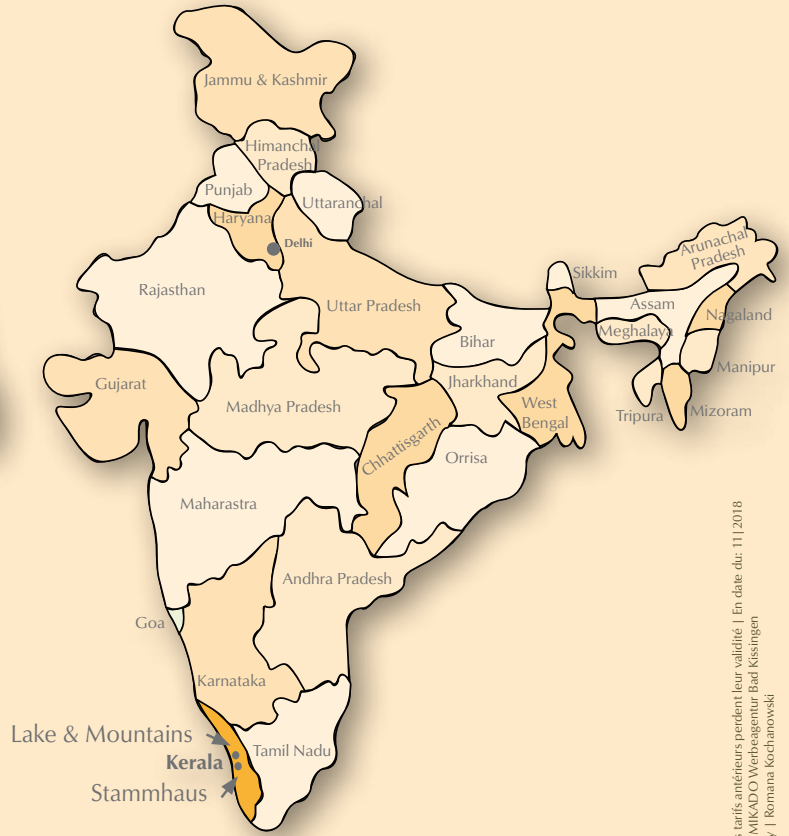 Jammu & Kashmir
Himanchal
Pradesh
Punjab
Uttaranchal
Haryana
Delhi
Rajasthan
Uttar Pradesh
Sikkim
Arunachal
Pradesh
Assam
Nagaland
Meghalaya
Bihar
Manipur
Jharkhand
Gujarat
Madhya Pradesh
West
Bengal
Tripura
Mizoram
Chhattisgarth
Orrisa
Maharastra
Andhra Pradesh
Goa
Karnataka
Lake & Mountains
Kerala
Tamil Nadu
Stammhaus
tarifs antérieurs perdent leur validité | En date du: 11|2018
MIKADO Werbeagentur Bad Kissingen
| Romana Kochanowski